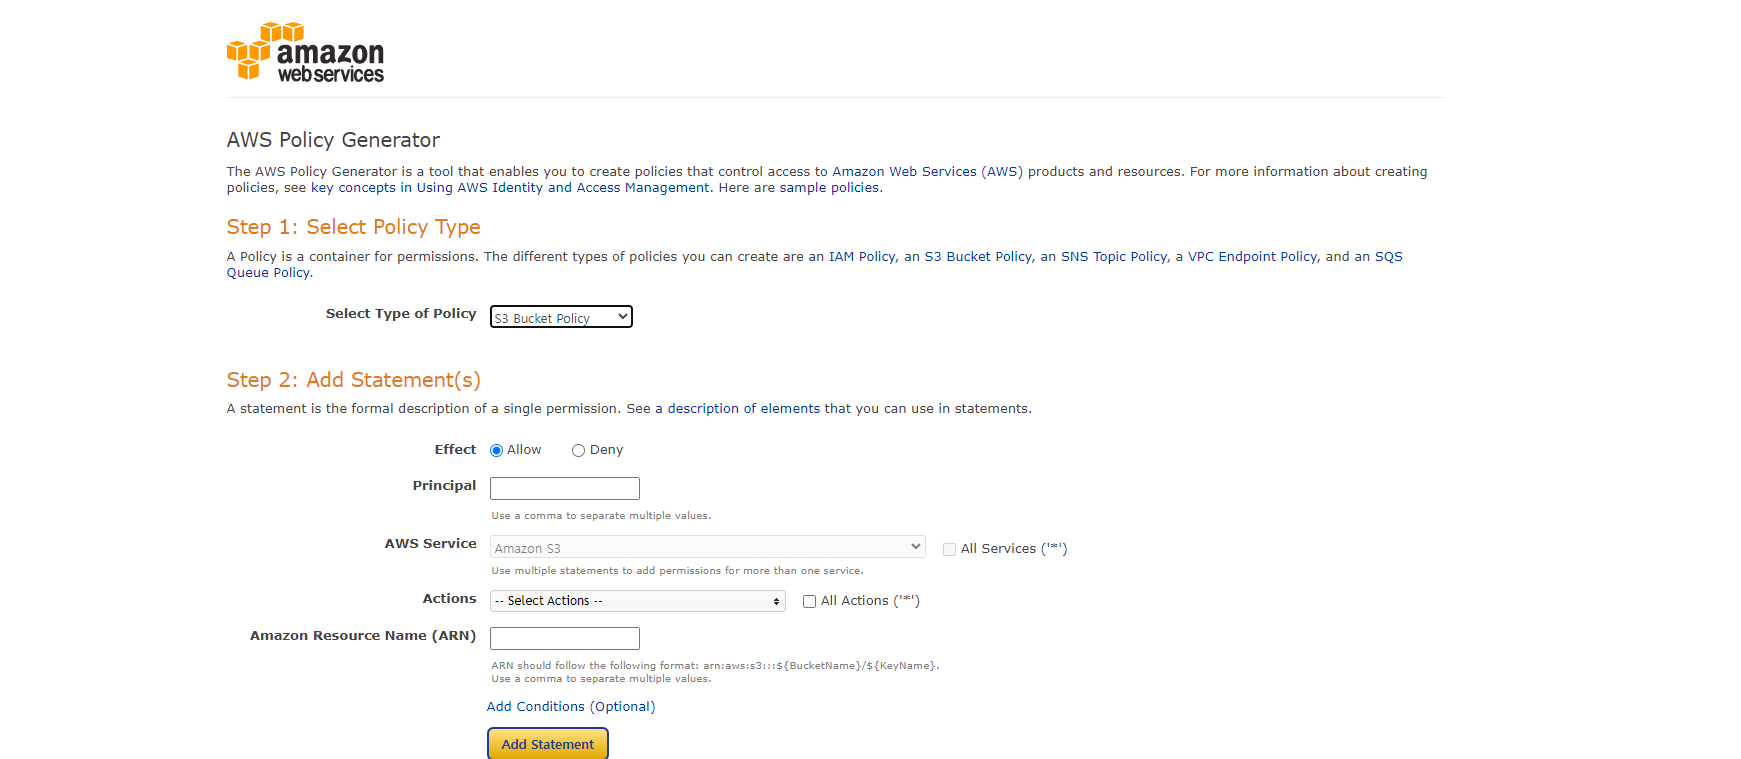 amazon
web services
AWS Policy Generator
The AWS Policy Generator is a tool that enables you to create policies that control access to Amazon Web Services (AWS) products and resources. For more information about creating
policies, see key concepts in Using AWS Identity and Access Management. Here are sample policies.
Step 1: Select Policy Type
A Policy is a container for permissions. The different types of policies you can create are an IAM Policy, an S3 Bucket Policy, an SNS Topic Policy, a VPC Endpoint Policy, and an SQS
Queue Policy.
Select Type of Policy S3 Bucket Policy
Step 2: Add Statement(s)
A statement is the formal description of a single permission. See a description of elements that you can use in statements.
Effect Allow Deny
Principal
Use a comma to separate multiple values.
AWS Service Amazon S3 All Services ('*')
Use multiple statements to add permissions for more than one service.
Actions -- Select Actions -- All Actions ('*')
Amazon Resource Name (ARN)
ARN should follow the following format: arn:aws:s3:::${BucketName}/${KeyName}.
Use a comma to separate multiple values.
Add Conditions (Optional)
Add Statement